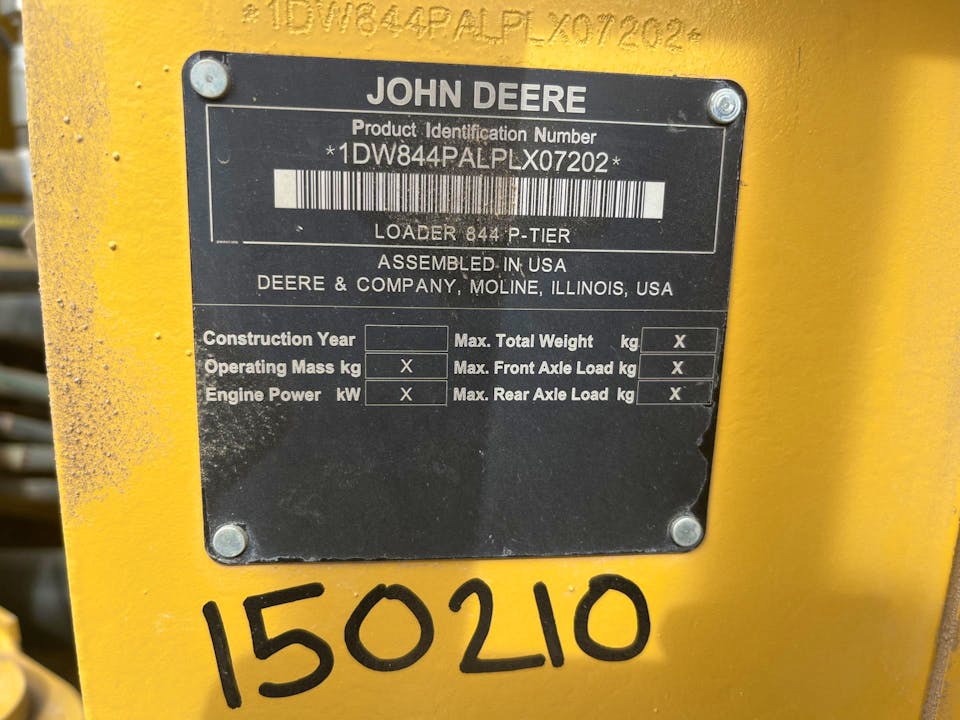 *1DW844PALPLX07202*
JOHN DEERE
Product Identification Number
*1DW844PALPLX07202*
LOADER 844 P-TIER
ASSEMBLED IN USA
DEERE & COMPANY, MOLINE, ILLINOIS, USA
Construction Year Max. Total Weight kg X
Operating Mass kg X Max. Front Axle Load kg X
Engine Power kW X Max. Rear Axle Load kg X
150210